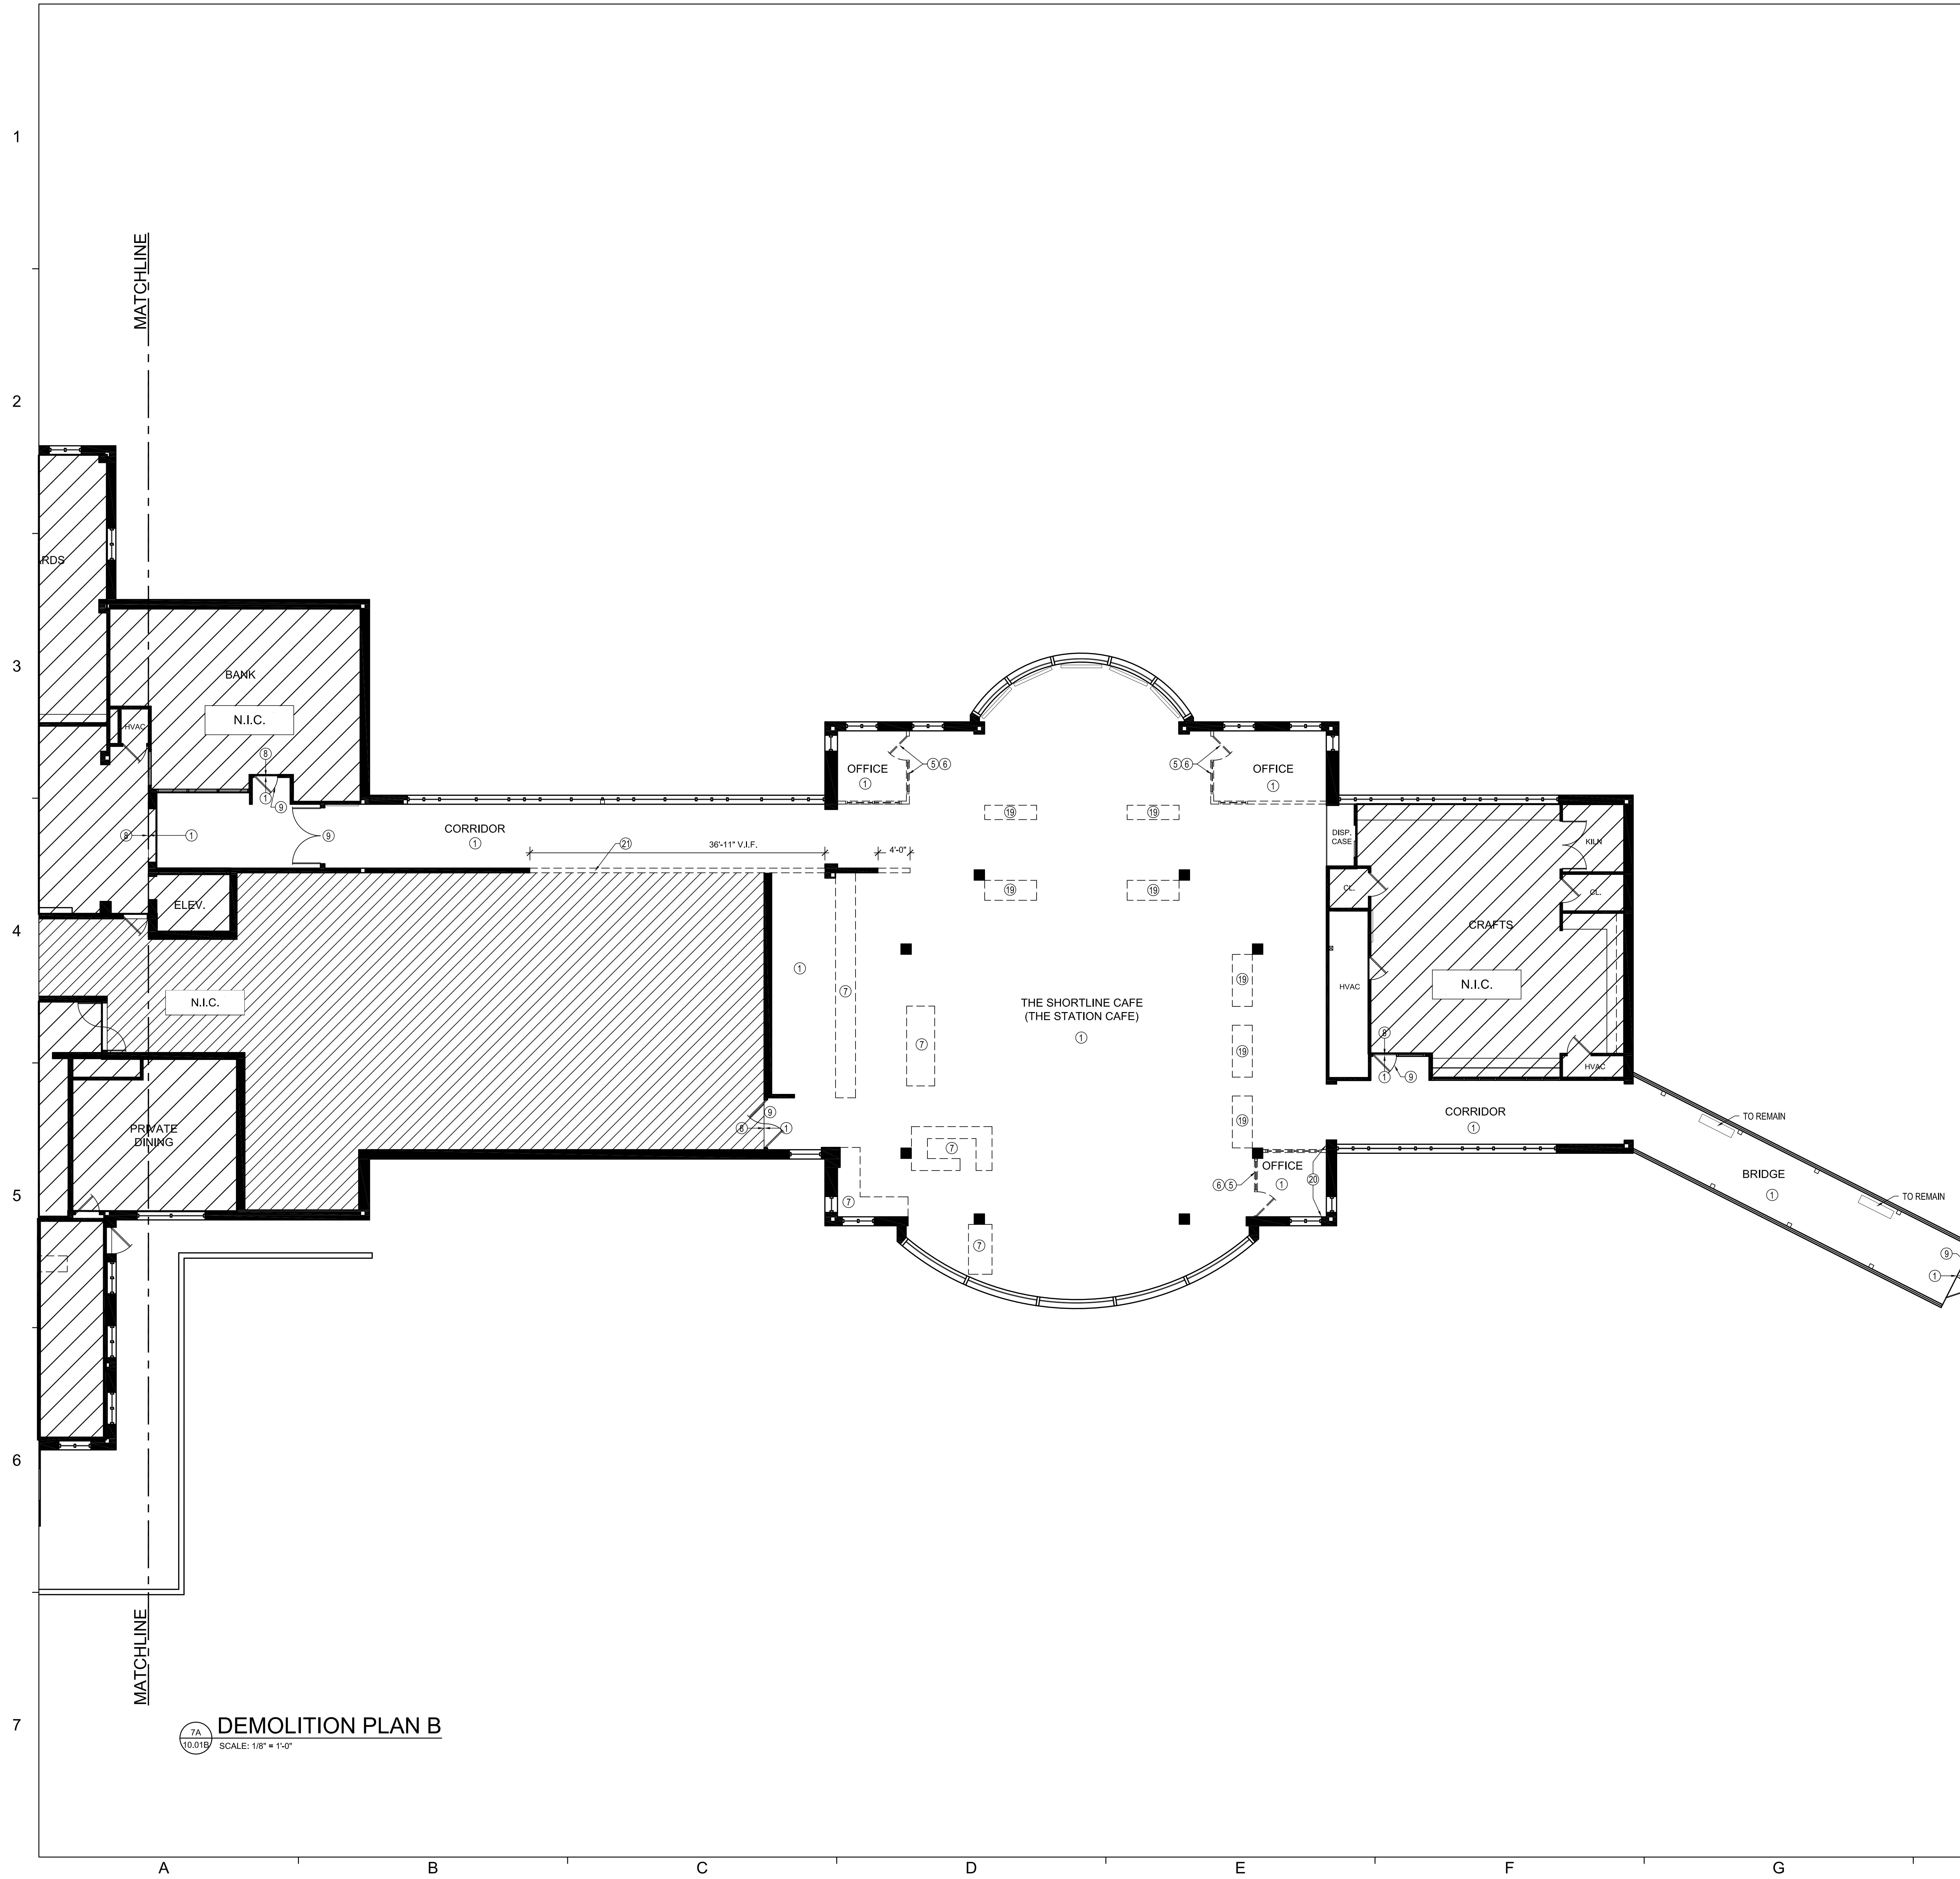 1
MATCHLINE
2
RDS
3
BANK
N.I.C.
HVAC
8
1
9
OFFICE
1
5 6
5 6
OFFICE
1
8
1
9
CORRIDOR
1
21
36'-11" V.I.F.
4'-0"
19
19
DISP.
CASE
KILN
19
19
CL.
CL.
ELEV.
4
CRAFTS
1
7
19
HVAC
N.I.C.
N.I.C.
THE SHORTLINE CAFE
(THE STATION CAFE)
1
7
19
8
1
9
HVAC
PRIVATE
DINING
9
8
1
7
19
CORRIDOR
1
TO REMAIN
5
OFFICE
1
6 5
20
7
7
BRIDGE
1
TO REMAIN
9
1
6
MATCHLINE
7
7A
10.01B
DEMOLITION PLAN B
SCALE: 1/8" = 1'-0"
A
B
C
D
E
F
G